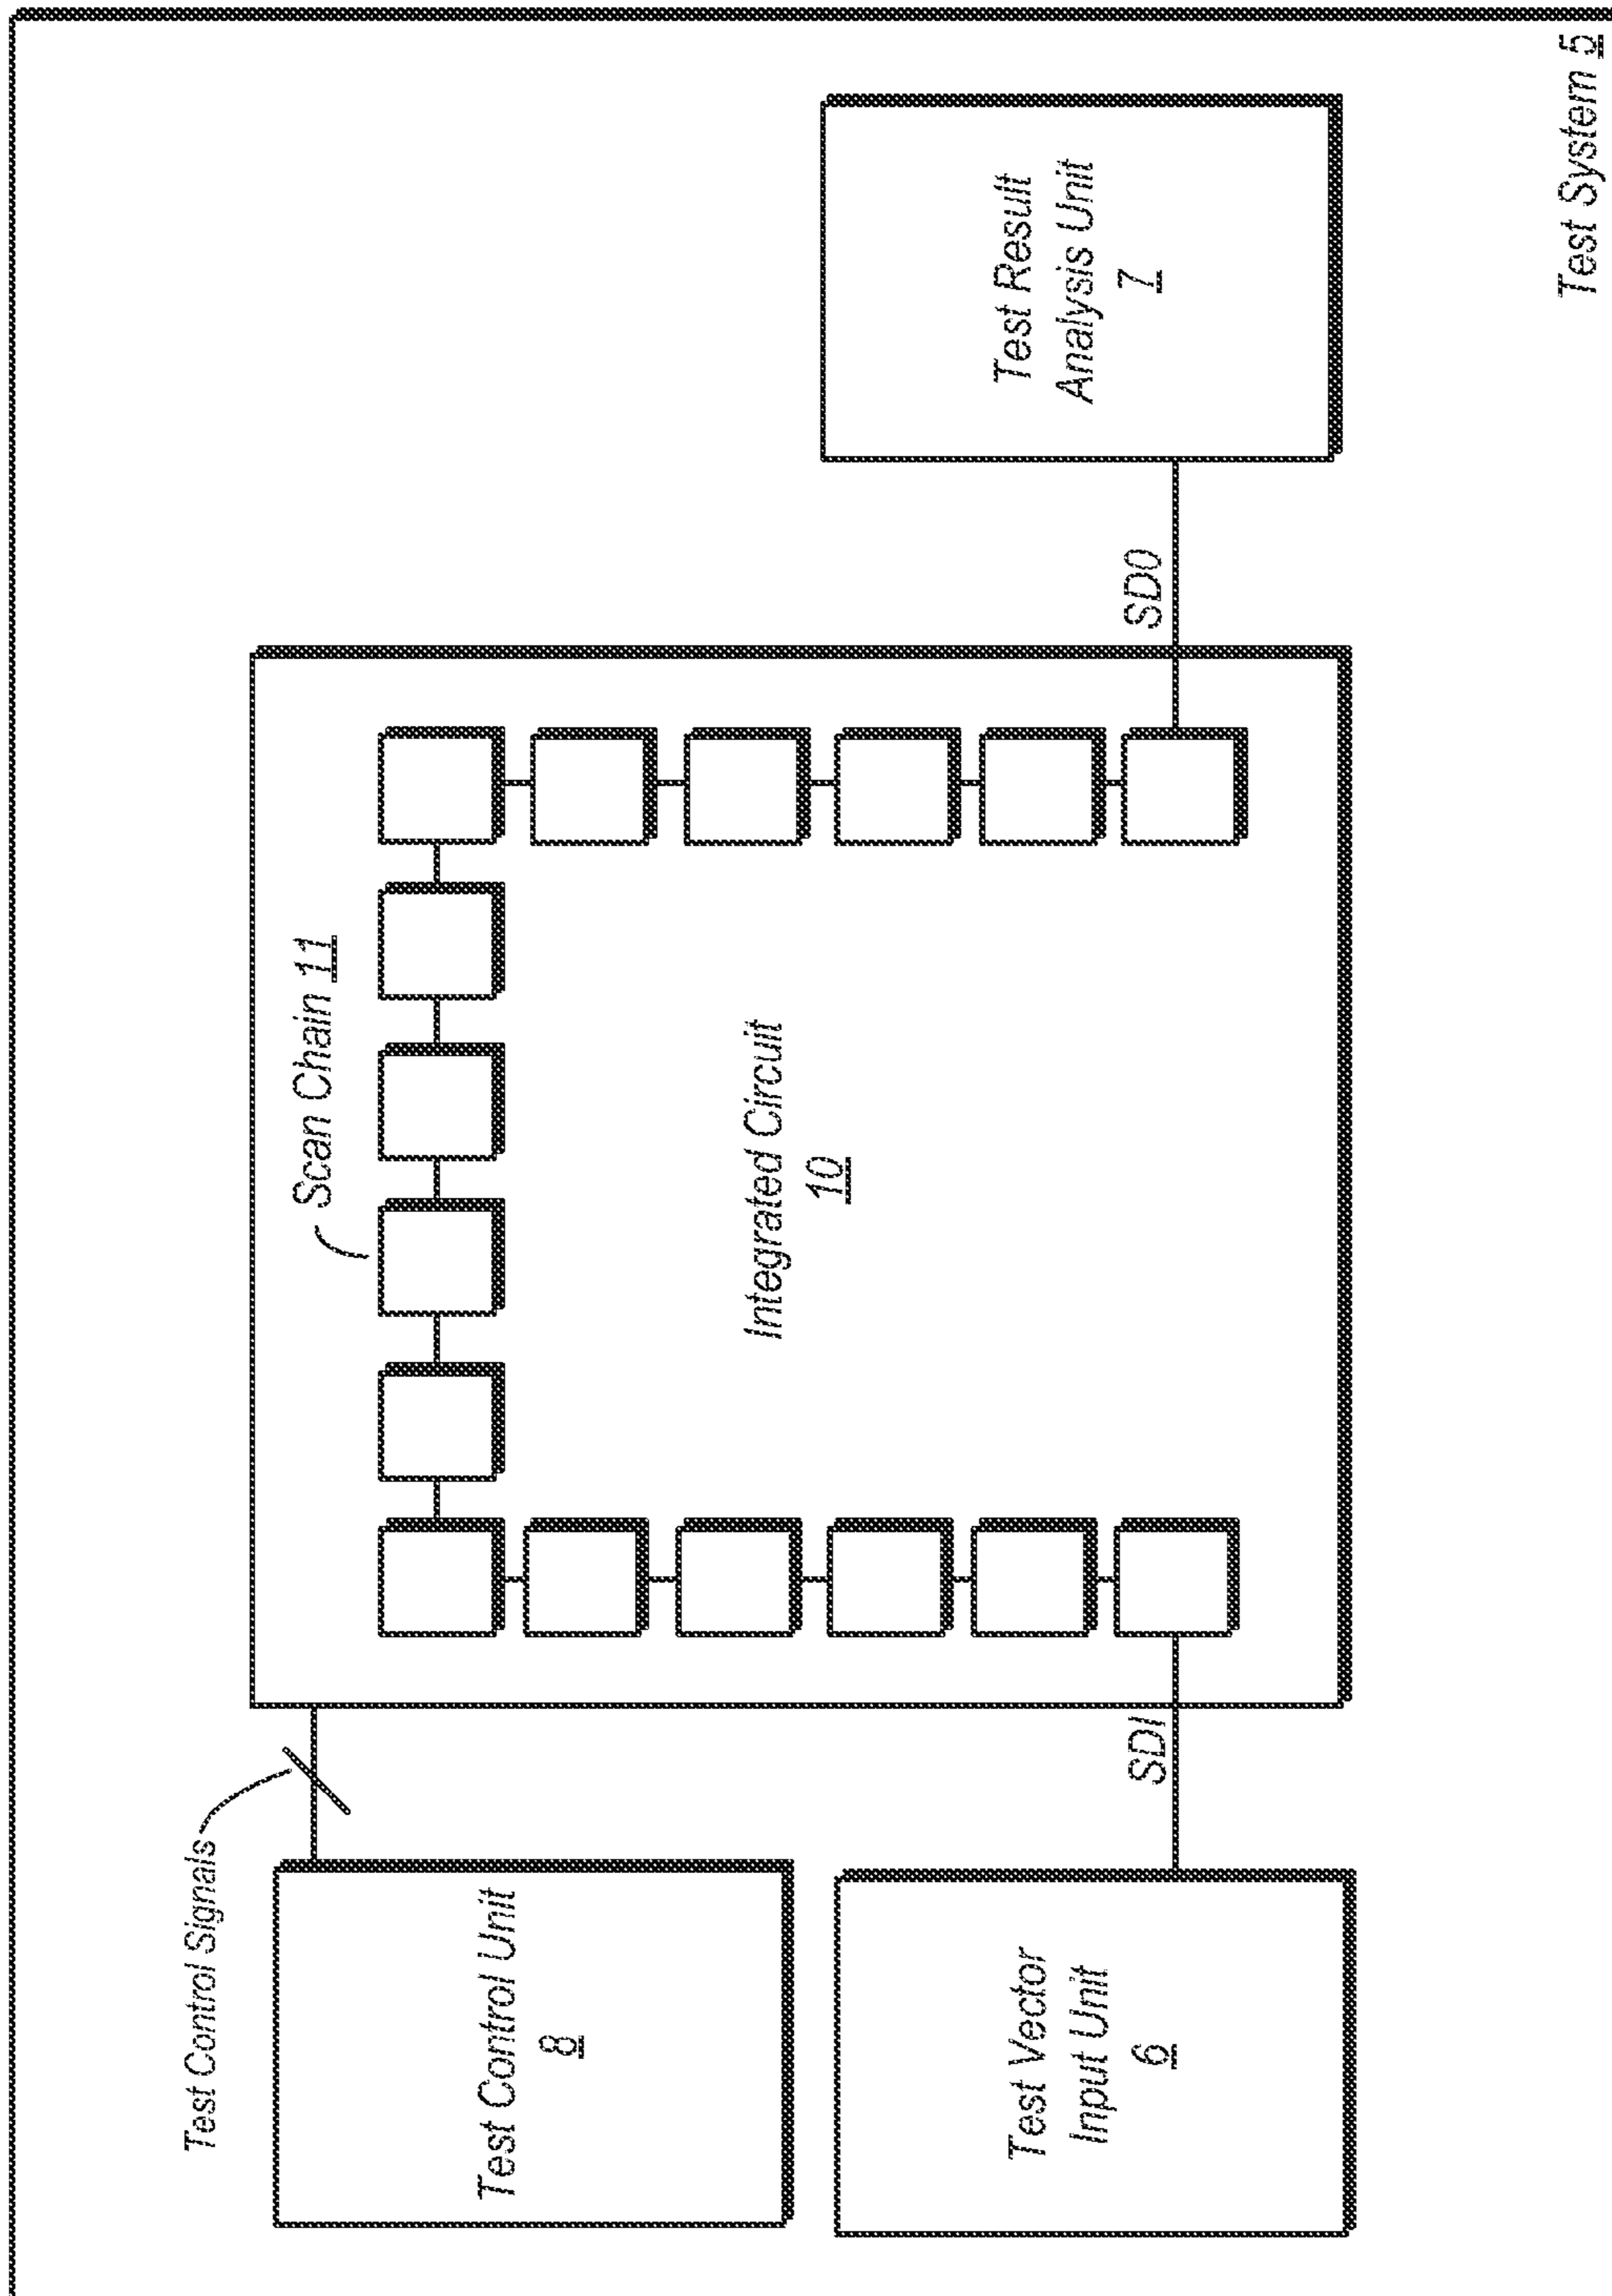 Test Control Signals
Scan Chain 11
Test Control Unit
8
Integrated Circuit
10
Test Result
Analysis Unit
7
Test Vector
Input Unit
6
SDI
SD0
Test System 5